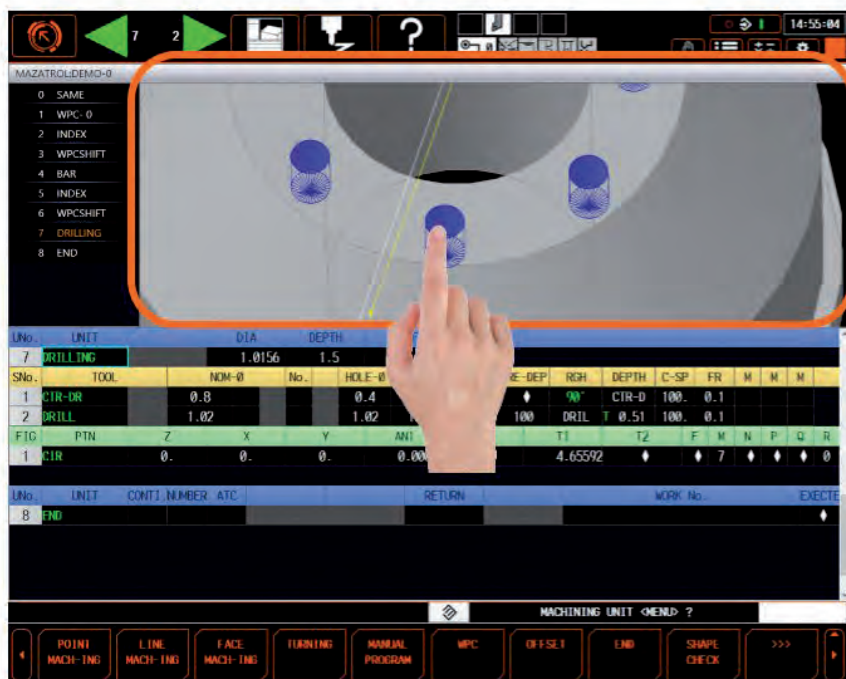 7 2 ? 14:55:04
MAZATROL:DEMO-0
0 SAME
1 WPC- 0
2 INDEX
3 WPCSHIFT
4 BAR
5 INDEX
6 WPCSHIFT
7 DRILLING
8 END
UNo. UNIT DIA DEPTH
7 DRILLING 1.0156 1.5
SNo. TOOL NOM-Ø No. HOLE-Ø RE-DEP RGH DEPTH C-SP FR M M M
1 CTR-DR 0.8 0.4 ♦ 90° CTR-D 100. 0.1
2 DRILL 1.02 1.02 100 DRIL T 0.51 100. 0.1
FIG PTN Z X Y AN1 T1 T2 F M N P Q R
1 CIR 0. 0. 0. 0.00 4.65592 ♦ ♦ 7 ♦ ♦ ♦ 0
UNo. UNIT CONTI.NUMBER ATC RETURN WORK No. EXECTE
8 END ♦
MACHINING UNIT <MENU> ?
POINT MACH-ING
LINE MACH-ING
FACE MACH-ING
TURNING
MANUAL PROGRAM
WPC
OFFSET
END
SHAPE CHECK
>>>